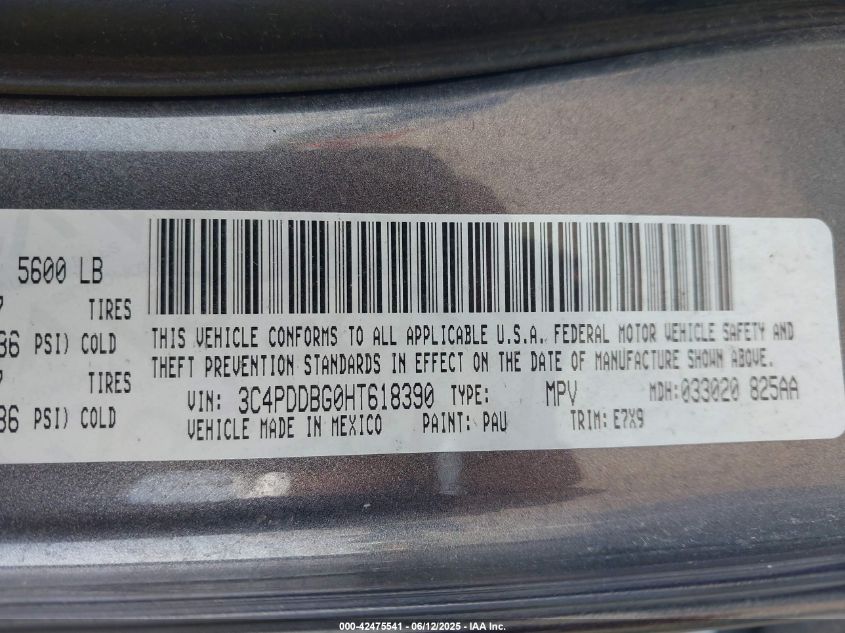 5600 LB
TIRES
36 PSI) COLD
TIRES
36 PSI) COLD
THIS VEHICLE CONFORMS TO ALL APPLICABLE U.S.A. FEDERAL MOTOR VEHICLE SAFETY AND
THEFT PREVENTION STANDARDS IN EFFECT ON THE DATE OF MANUFACTURE SHOWN ABOVE.
VIN: 3C4PDDBG0HT618390 TYPE: MPV MDH:033020 825AA
VEHICLE MADE IN MEXICO PAINT: PAU TRIM: E7X9
000-42475541 - 06/12/2025 - IAA Inc.